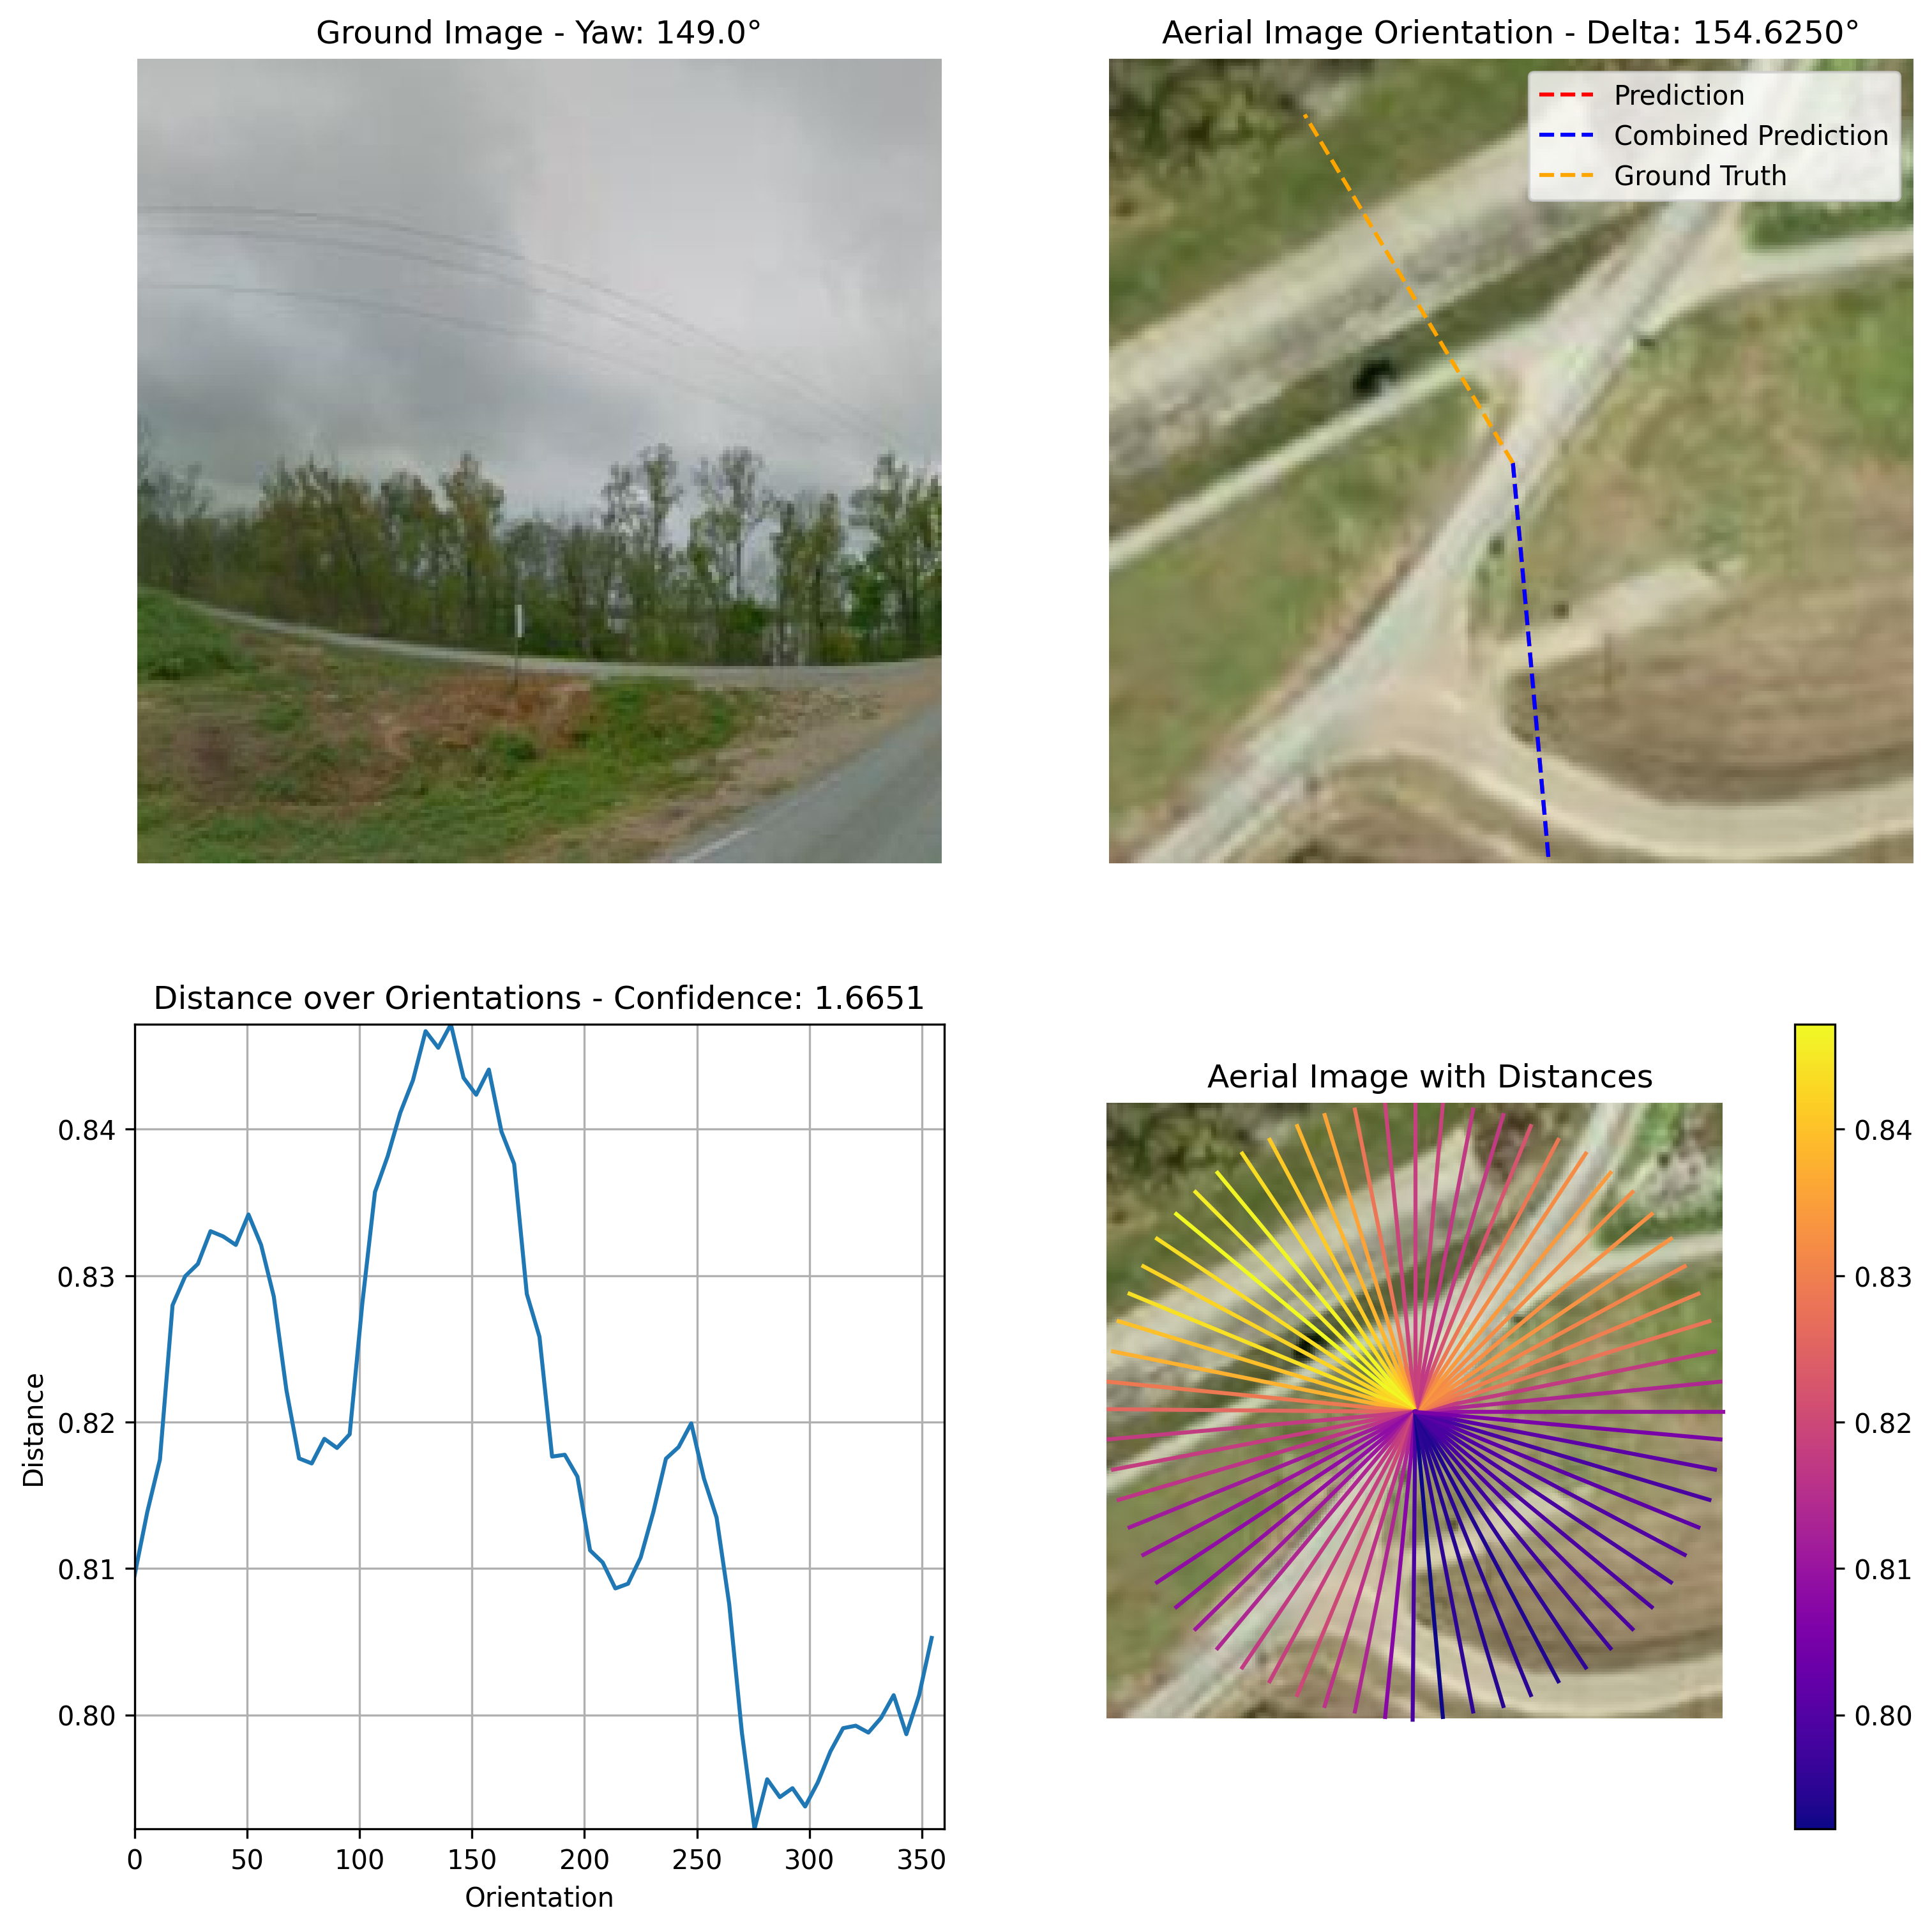 Ground Image - Yaw: 149.0°
Aerial Image Orientation - Delta: 154.6250°
Prediction
Combined Prediction
Ground Truth
Distance over Orientations - Confidence: 1.6651
Distance
0.84
0.83
0.82
0.81
0.80
0 50 100 150 200 250 300 350
Orientation
Aerial Image with Distances
0.84
0.83
0.82
0.81
0.80